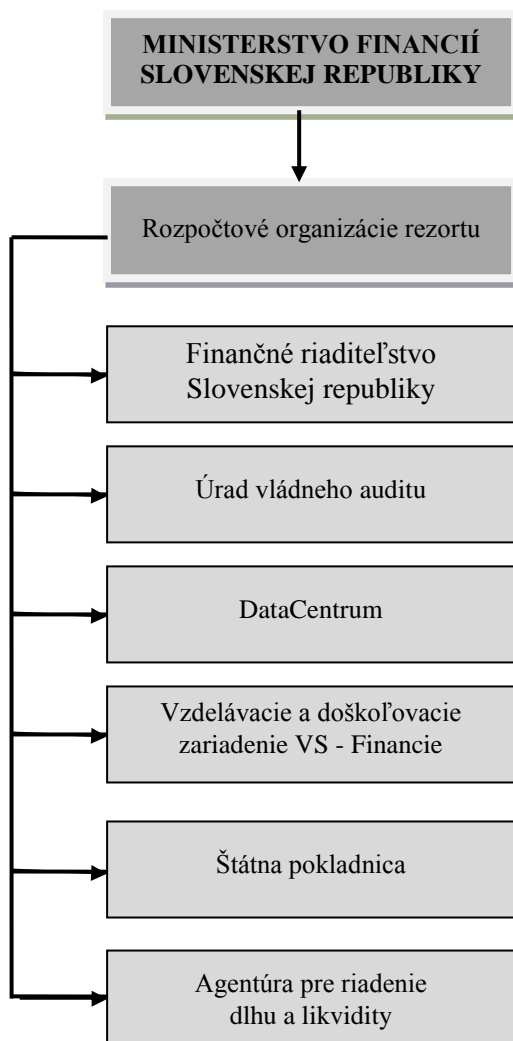 MINISTERSTVO FINANCIÍ
SLOVENSKEJ REPUBLIKY
Rozpočtové organizácie rezortu
Finančné riaditeľstvo
Slovenskej republiky
Úrad vládneho auditu
DataCentrum
Vzdelávacie a doškoľovacie
zariadenie VS - Financie
Štátna pokladnica
Agentúra pre riadenie
dlhu a likvidity